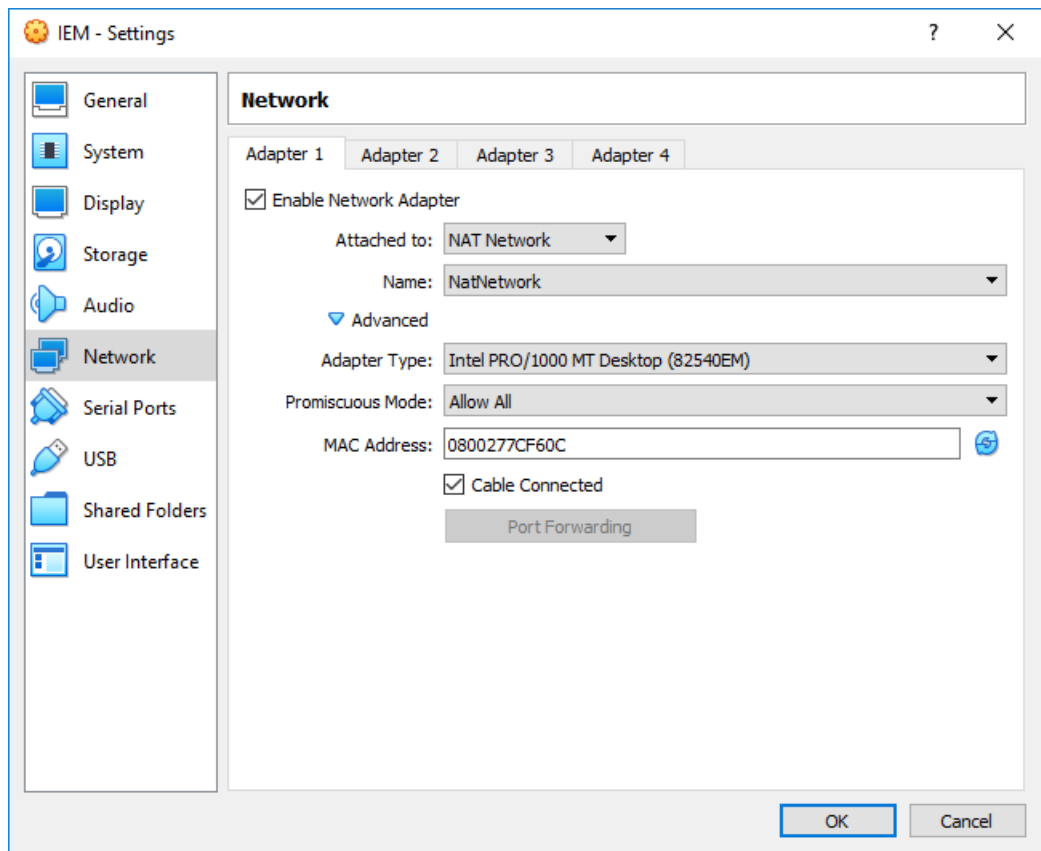 IEM - Settings
?
General
System
Display
Storage
Audio
Network
Serial Ports
USB
Shared Folders
User Interface
Network
Adapter 1 Adapter 2 Adapter 3 Adapter 4
Enable Network Adapter
Attached to: NAT Network
Name: NatNetwork
Advanced
Adapter Type: Intel PRO/1000 MT Desktop (82540EM)
Promiscuous Mode: Allow All
MAC Address: 0800277CF60C
Cable Connected
Port Forwarding
OK Cancel